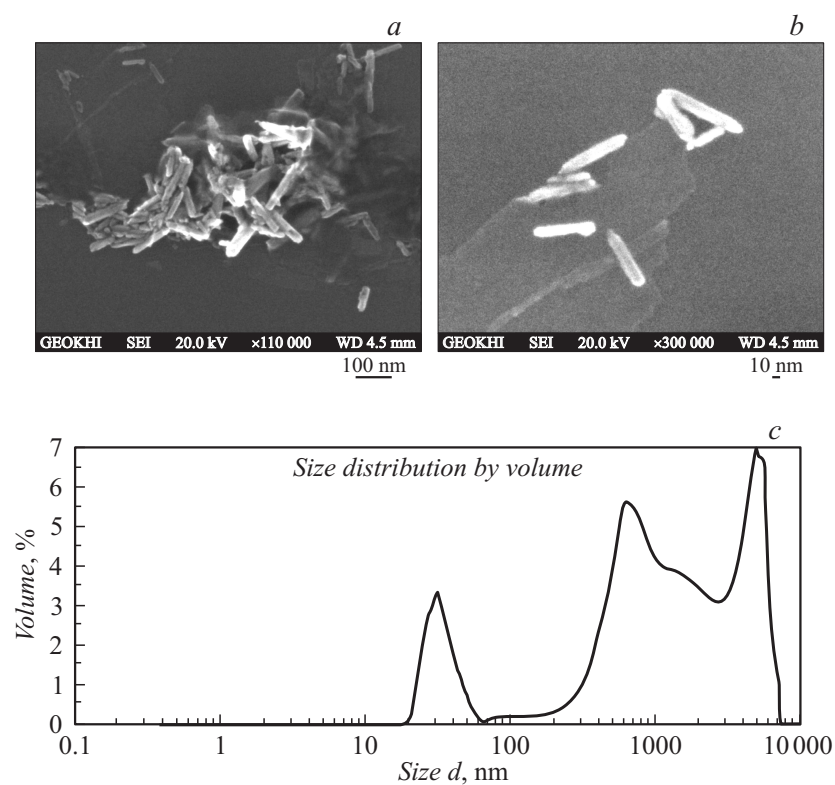 a
b
GEOKHI SEI 20.0 kV ×110 000 WD 4.5 mm
GEOKHI SEI 20.0 kV ×300 000 WD 4.5 mm
100 nm
10 nm
c
Size distribution by volume
Volume, %
7
6
5
4
3
2
1
0
0.1 1 10 100 1000 10 000
Size d, nm